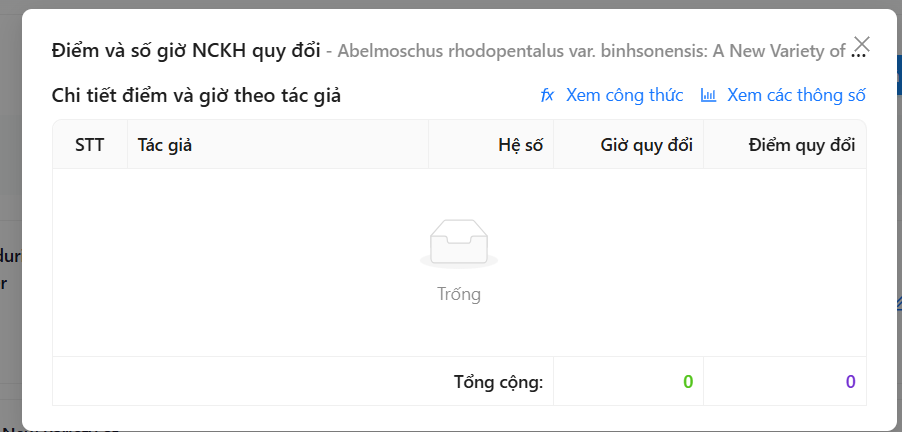 Điểm và số giờ NCKH quy đổi - Abelmoschus rhodopentalus var. binhsonensis: A New Variety of ...
Chi tiết điểm và giờ theo tác giả fx Xem công thức Xem các thông số
STT Tác giả Hệ số Giờ quy đổi Điểm quy đổi
Trống
Tổng cộng: 0 0